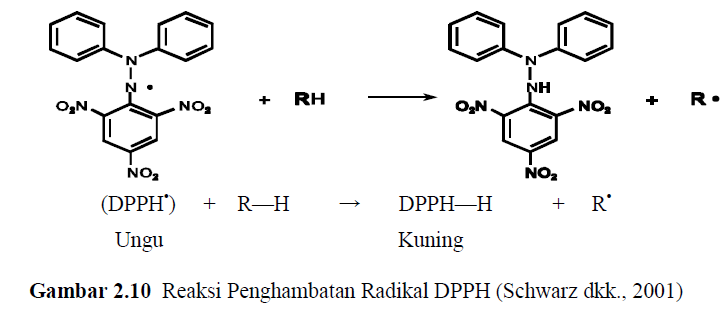 N N
N • NH
O₂N NO₂ + RH O₂N NO₂ + R •
NO₂ NO₂
(DPPH•) + R—H → DPPH—H + R•
Ungu Kuning
Gambar 2.10 Reaksi Penghambatan Radikal DPPH (Schwarz dkk., 2001)